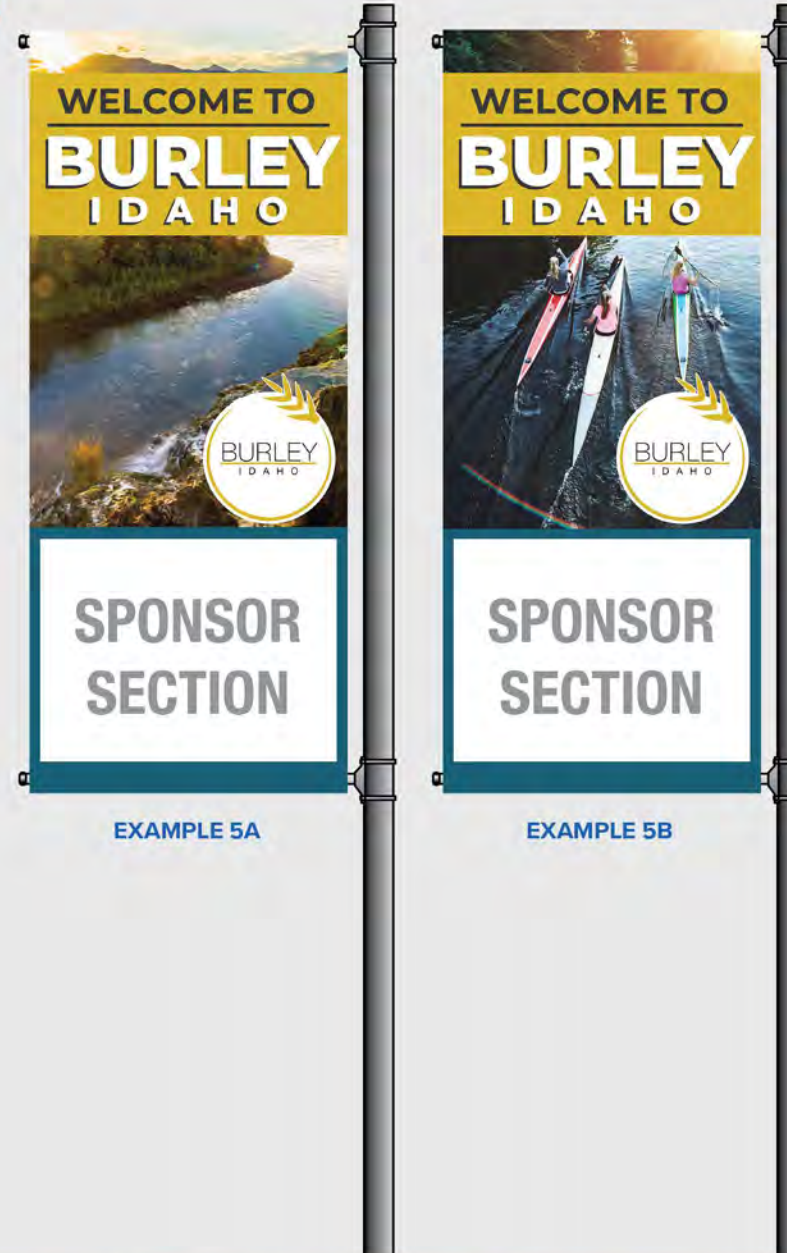 WELCOME TO
BURLEY
IDAHO
BURLEY
IDAHO
SPONSOR
SECTION
EXAMPLE 5A
WELCOME TO
BURLEY
IDAHO
BURLEY
IDAHO
SPONSOR
SECTION
EXAMPLE 5B